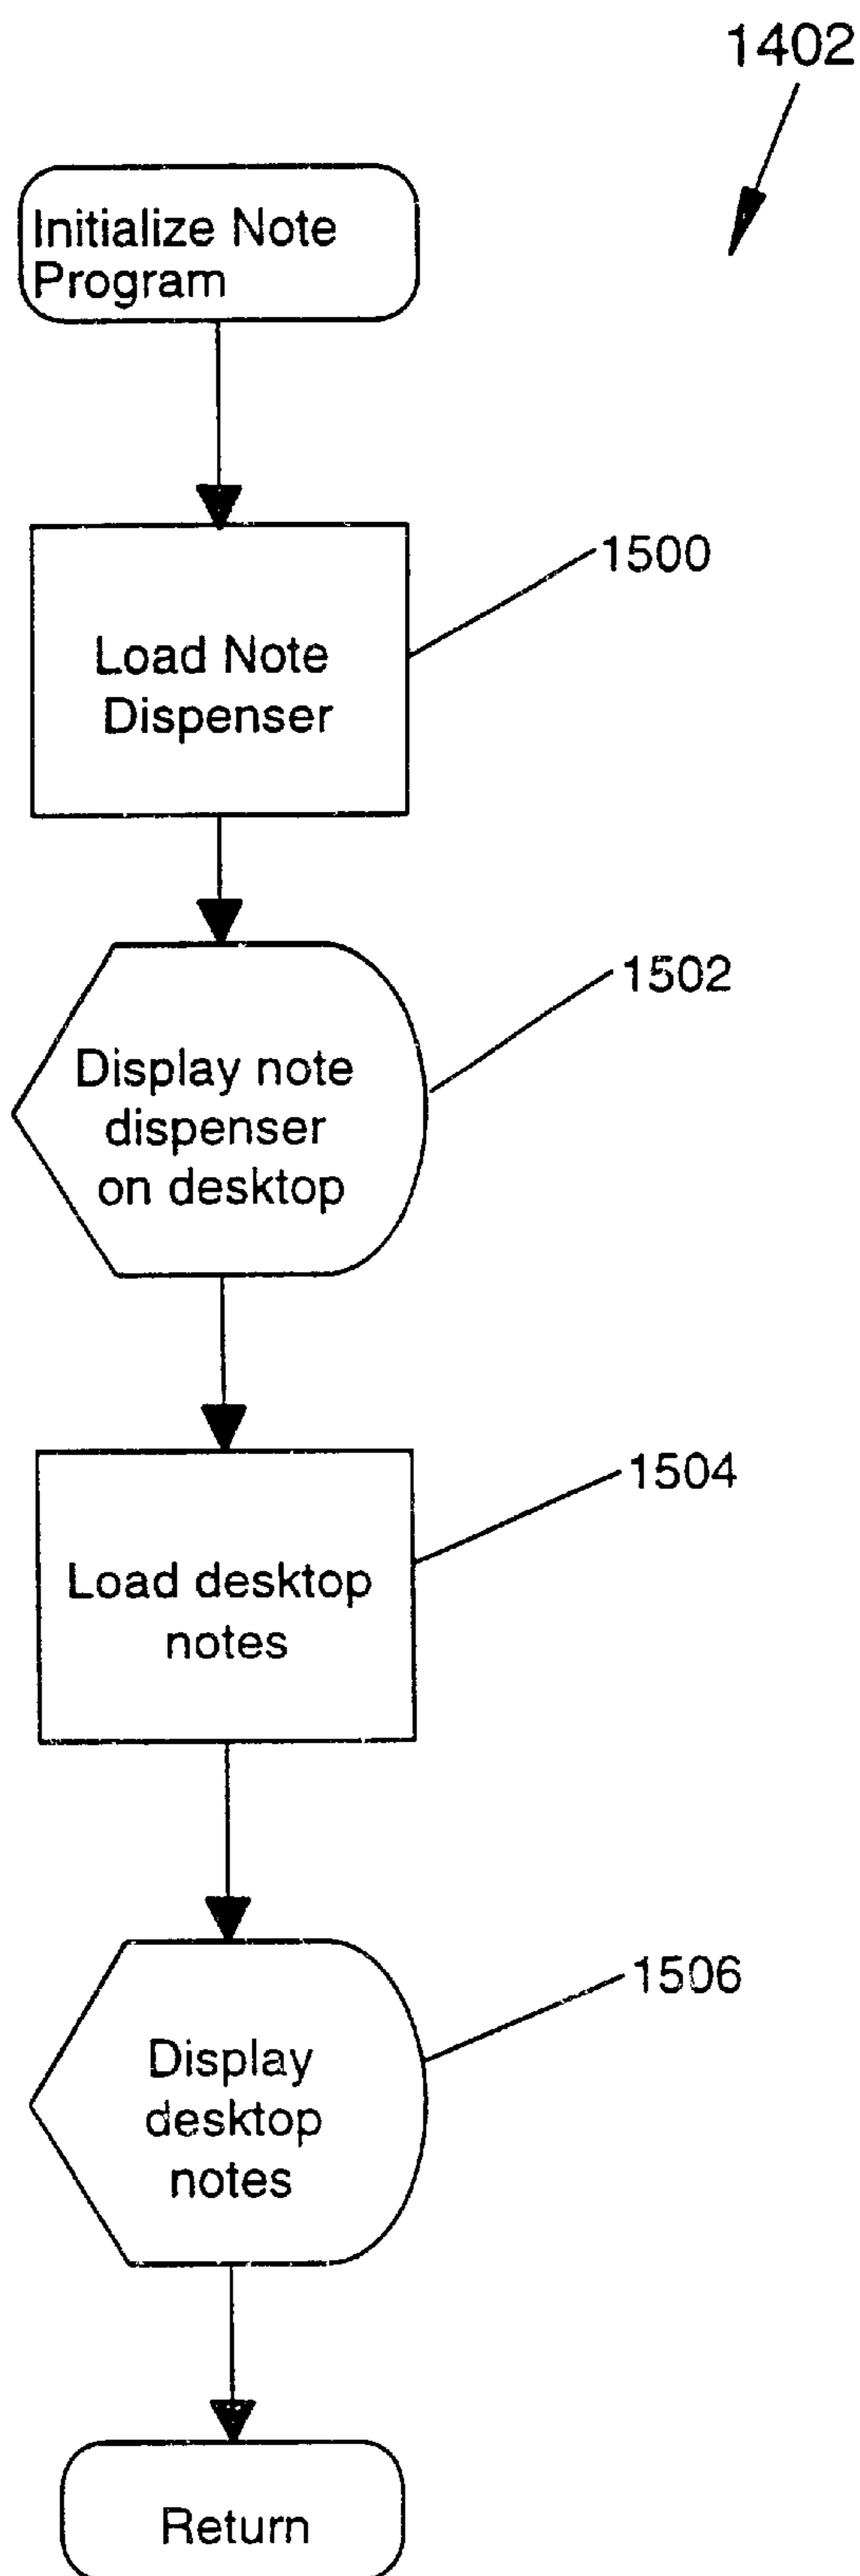 1402
Initialize Note
Program
1500
Load Note
Dispenser
1502
Display note
dispenser
on desktop
1504
Load desktop
notes
1506
Display
desktop
notes
Return